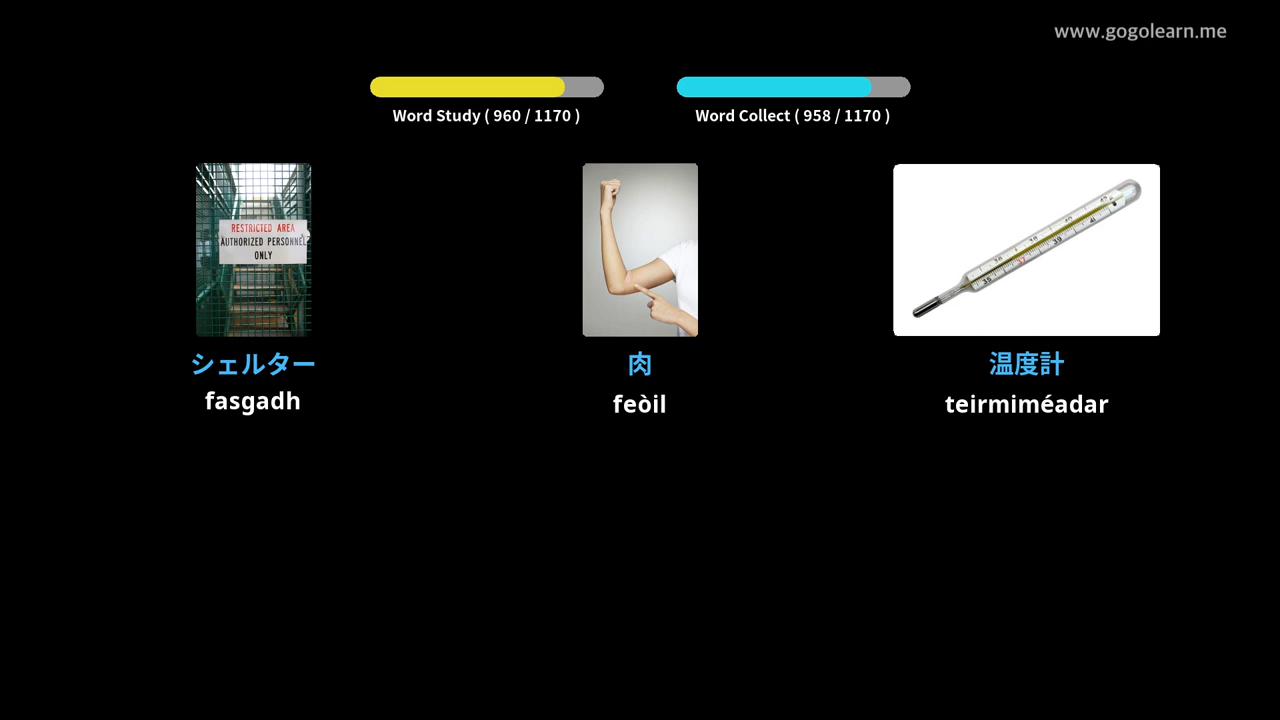 www.gogolearn.me
Word Study ( 960 / 1170 )
Word Collect ( 958 / 1170 )
RESTRICTED AREA
AUTHORIZED PERSONNEL
ONLY
シェルター
fasgadh
肉
feòil
温度計
teirmiméadar